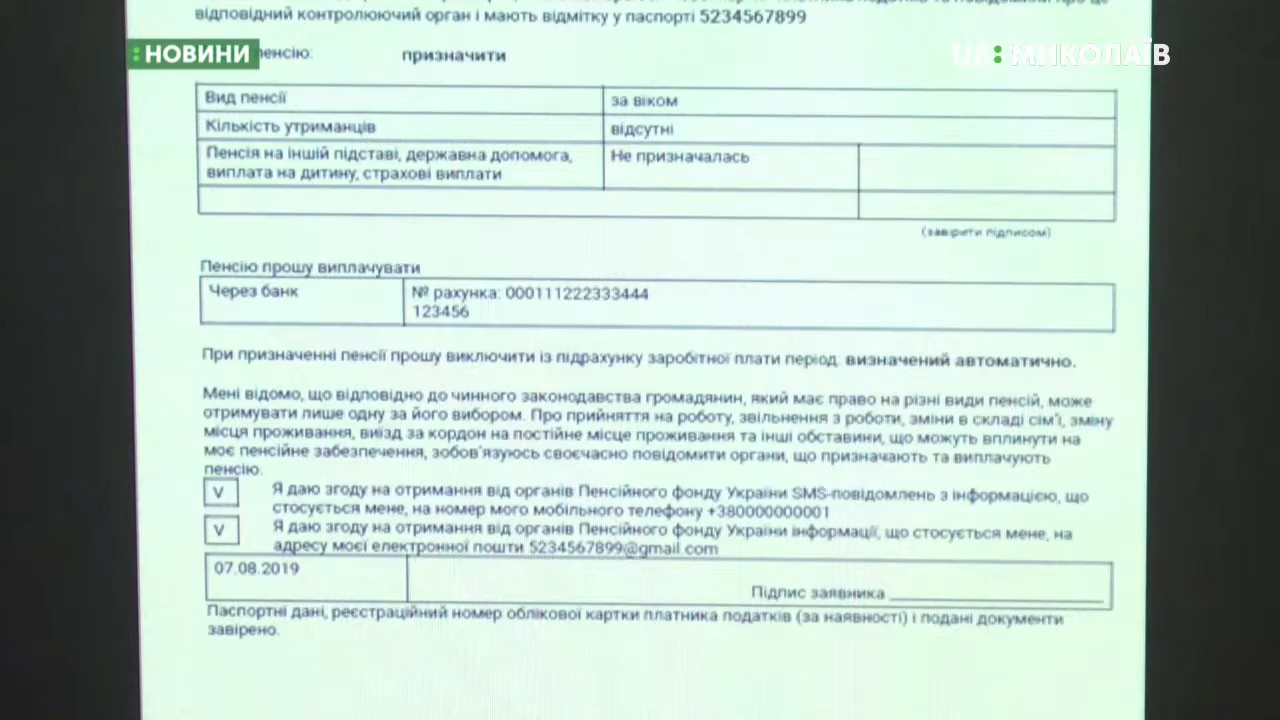 відповідний контролюючий орган і мають відмітку у паспорті 5234567899
: НОВИНИ
пенсію: призначити
UA: МИКОЛАЇВ
Вид пенсії за віком
Кількість утриманців відсутні
Пенсія на іншій підставі, державна допомога, Не призначалась
виплата на дитину, страхові виплати
(завірити підписом)
Пенсію прошу виплачувати
Через банк № рахунка: 000111222333444
123456
При призначенні пенсії прошу виключити із підрахунку заробітної плати період. визначений автоматично.
Мені відомо, що відповідно до чинного законодавства громадянин, який має право на різні види пенсій, може
отримувати лише одну за його вибором. Про прийняття на роботу, звільнення з роботи, зміни в складі сім'ї, зміну
місця проживання, виїзд за кордон на постійне місце проживання та інші обставини, що можуть вплинути на
моє пенсійне забезпечення, зобов'язуюсь своєчасно повідомити органи, що призначають та виплачують
пенсію.
V Я даю згоду на отримання від органів Пенсійного фонду України SMS-повідомлень з інформацією, що
стосується мене, на номер мого мобільного телефону +380000000001
V Я даю згоду на отримання від органів Пенсійного фонду України інформації, що стосується мене, на
адресу моєї електронної пошти 5234567899@gmail.com
07.08.2019
Підпис заявника
Паспортні дані, реєстраційний номер облікової картки платника податків (за наявності) і подані документи
завірено.